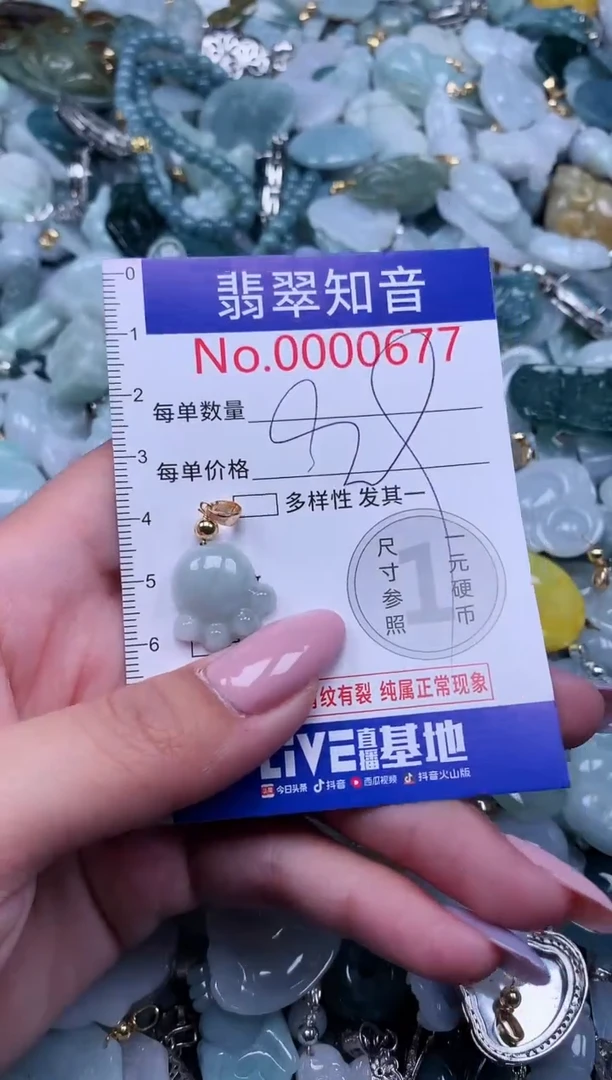 翡翠知音
No.0000677
0
1
2
3
4
5
6
每单数量
每单价格
多样性 发其一
尺寸参照
1
一元硬币
纹有裂 纯属正常现象
LIVE直播基地
头条 今日头条 抖音 西瓜视频 抖音火山版